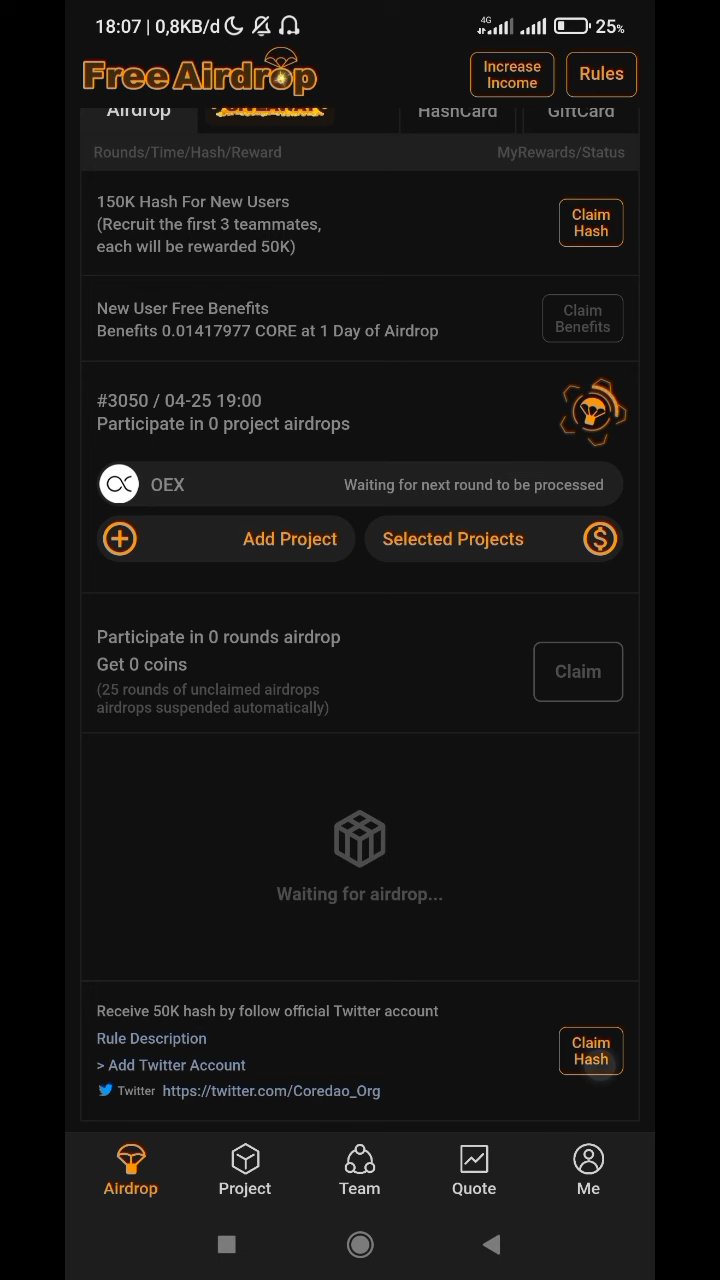 18:07 | 0,8KB/d
4G
25%
Free Airdrop
Increase
Income
Rules
Airdrop
HashCard
GiftCard
Rounds/Time/Hash/Reward
MyRewards/Status
150K Hash For New Users
(Recruit the first 3 teammates,
each will be rewarded 50K)
Claim
Hash
New User Free Benefits
Benefits 0.01417977 CORE at 1 Day of Airdrop
Claim
Benefits
#3050 / 04-25 19:00
Participate in 0 project airdrops
OEX
Waiting for next round to be processed
Add Project
Selected Projects
Participate in 0 rounds airdrop
Get 0 coins
(25 rounds of unclaimed airdrops
airdrops suspended automatically)
Claim
Waiting for airdrop...
Receive 50K hash by follow official Twitter account
Rule Description
> Add Twitter Account
Twitter https://twitter.com/Coredao_Org
Claim
Hash
Airdrop
Project
Team
Quote
Me